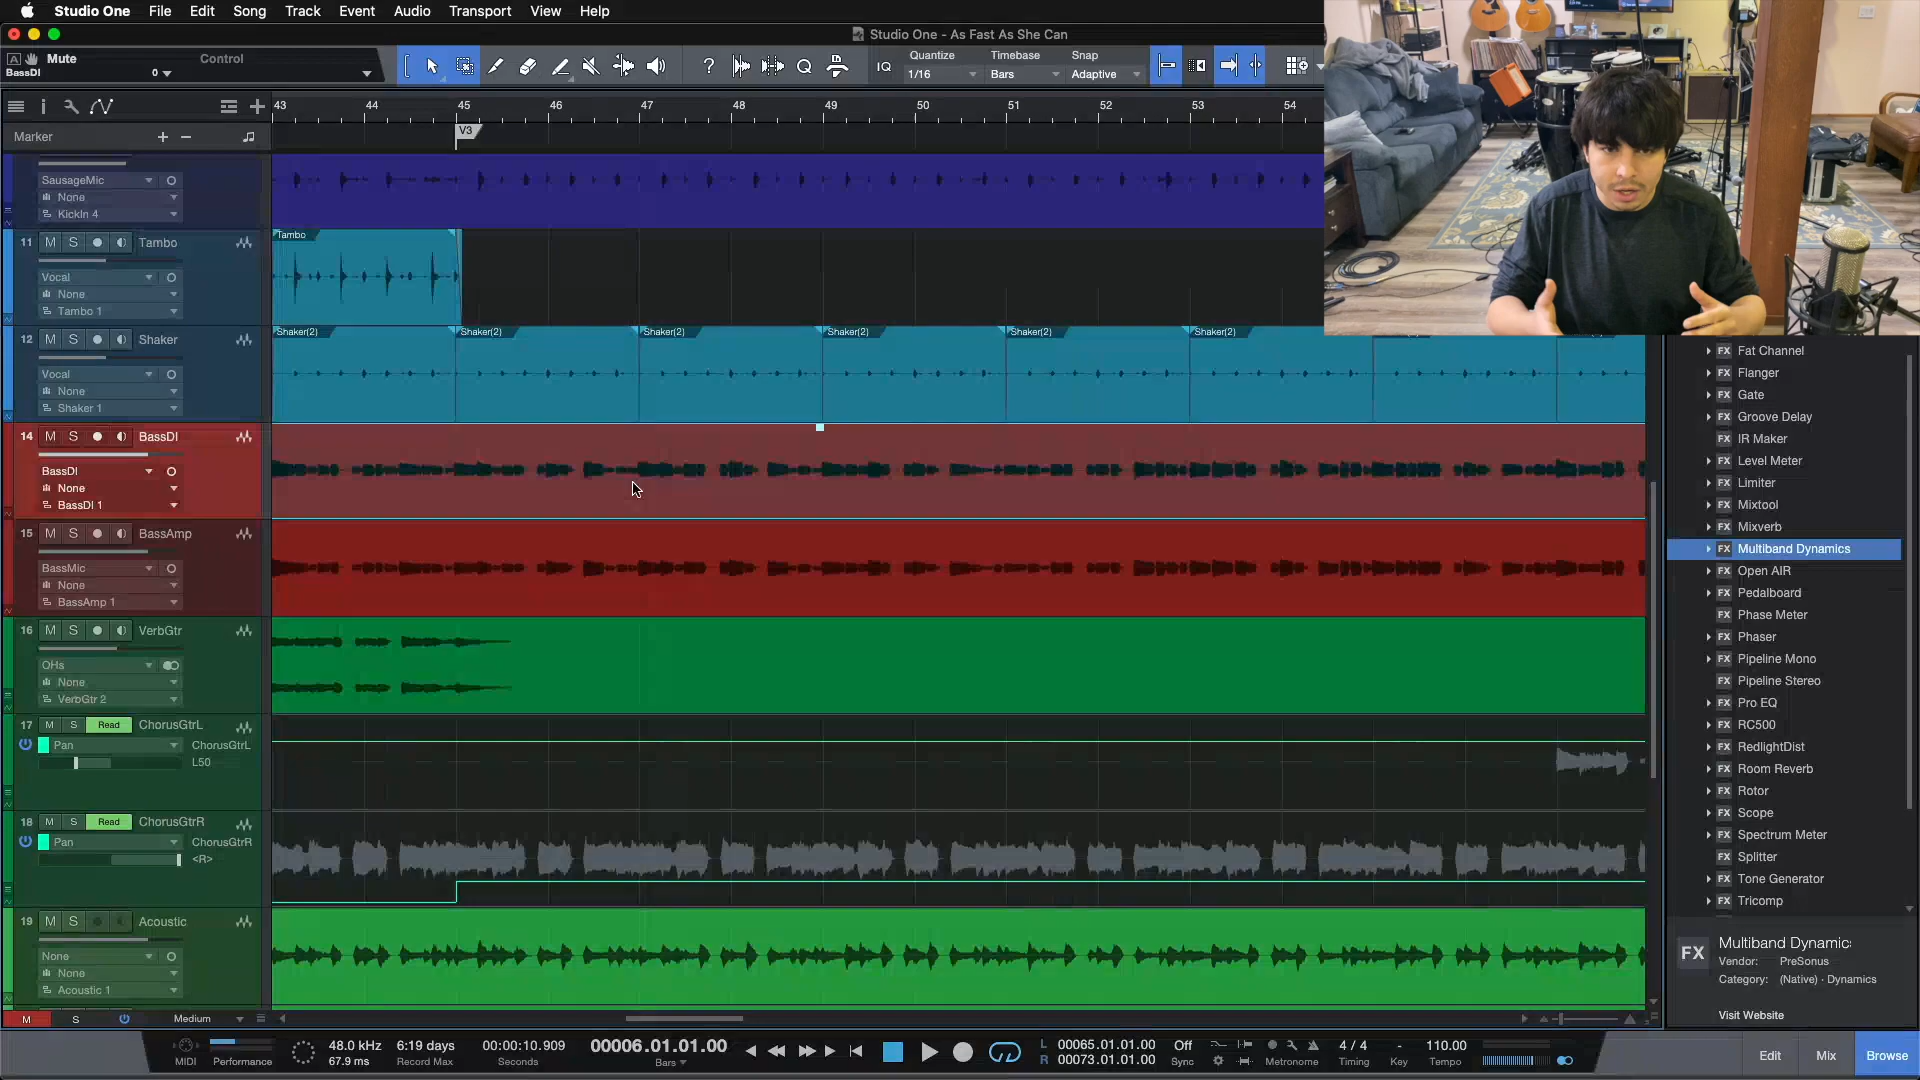 Studio One File Edit Song Track Event Audio Transport View Help
Studio One - As Fast As She Can
Mute Control
BassDI 0
Quantize Timebase Snap
IQ 1/16 Bars Adaptive
43 44 45 46 47 48 49 50 51 52 53 54
Marker + −
V3
SausageMic
None
KickIn 4
11 M S Tambo
Vocal
None
Tambo 1
Tambo
12 M S Shaker
Vocal
None
Shaker 1
Shaker(2) Shaker(2) Shaker(2) Shaker(2) Shaker(2) Shaker(2)
14 M S BassDI
BassDI
None
BassDI 1
15 M S BassAmp
BassMic
None
BassAmp 1
16 M S VerbGtr
OHs
None
VerbGtr 2
17 M S Read ChorusGtrL
Pan ChorusGtrL
L50
18 M S Read ChorusGtrR
Pan ChorusGtrR
<R>
19 M S Acoustic
None
None
Acoustic 1
M S Medium
FX Fat Channel
FX Flanger
FX Gate
FX Groove Delay
FX IR Maker
FX Level Meter
FX Limiter
FX Mixtool
FX Mixverb
FX Multiband Dynamics
FX Open AIR
FX Pedalboard
FX Phase Meter
FX Phaser
FX Pipeline Mono
FX Pipeline Stereo
FX Pro EQ
FX RC500
FX RedlightDist
FX Room Reverb
FX Rotor
FX Scope
FX Spectrum Meter
FX Splitter
FX Tone Generator
FX Tricomp
FX Multiband Dynamic
Vendor: PreSonus
Category: (Native) · Dynamics
Visit Website
MIDI Performance
48.0 kHz
67.9 ms
6:19 days
Record Max
00:00:10.909
Seconds
00006.01.01.00
Bars
L 00065.01.01.00
R 00073.01.01.00
Off
Sync
Metronome
4 / 4
Timing
-
Key
110.00
Tempo
Edit Mix Browse